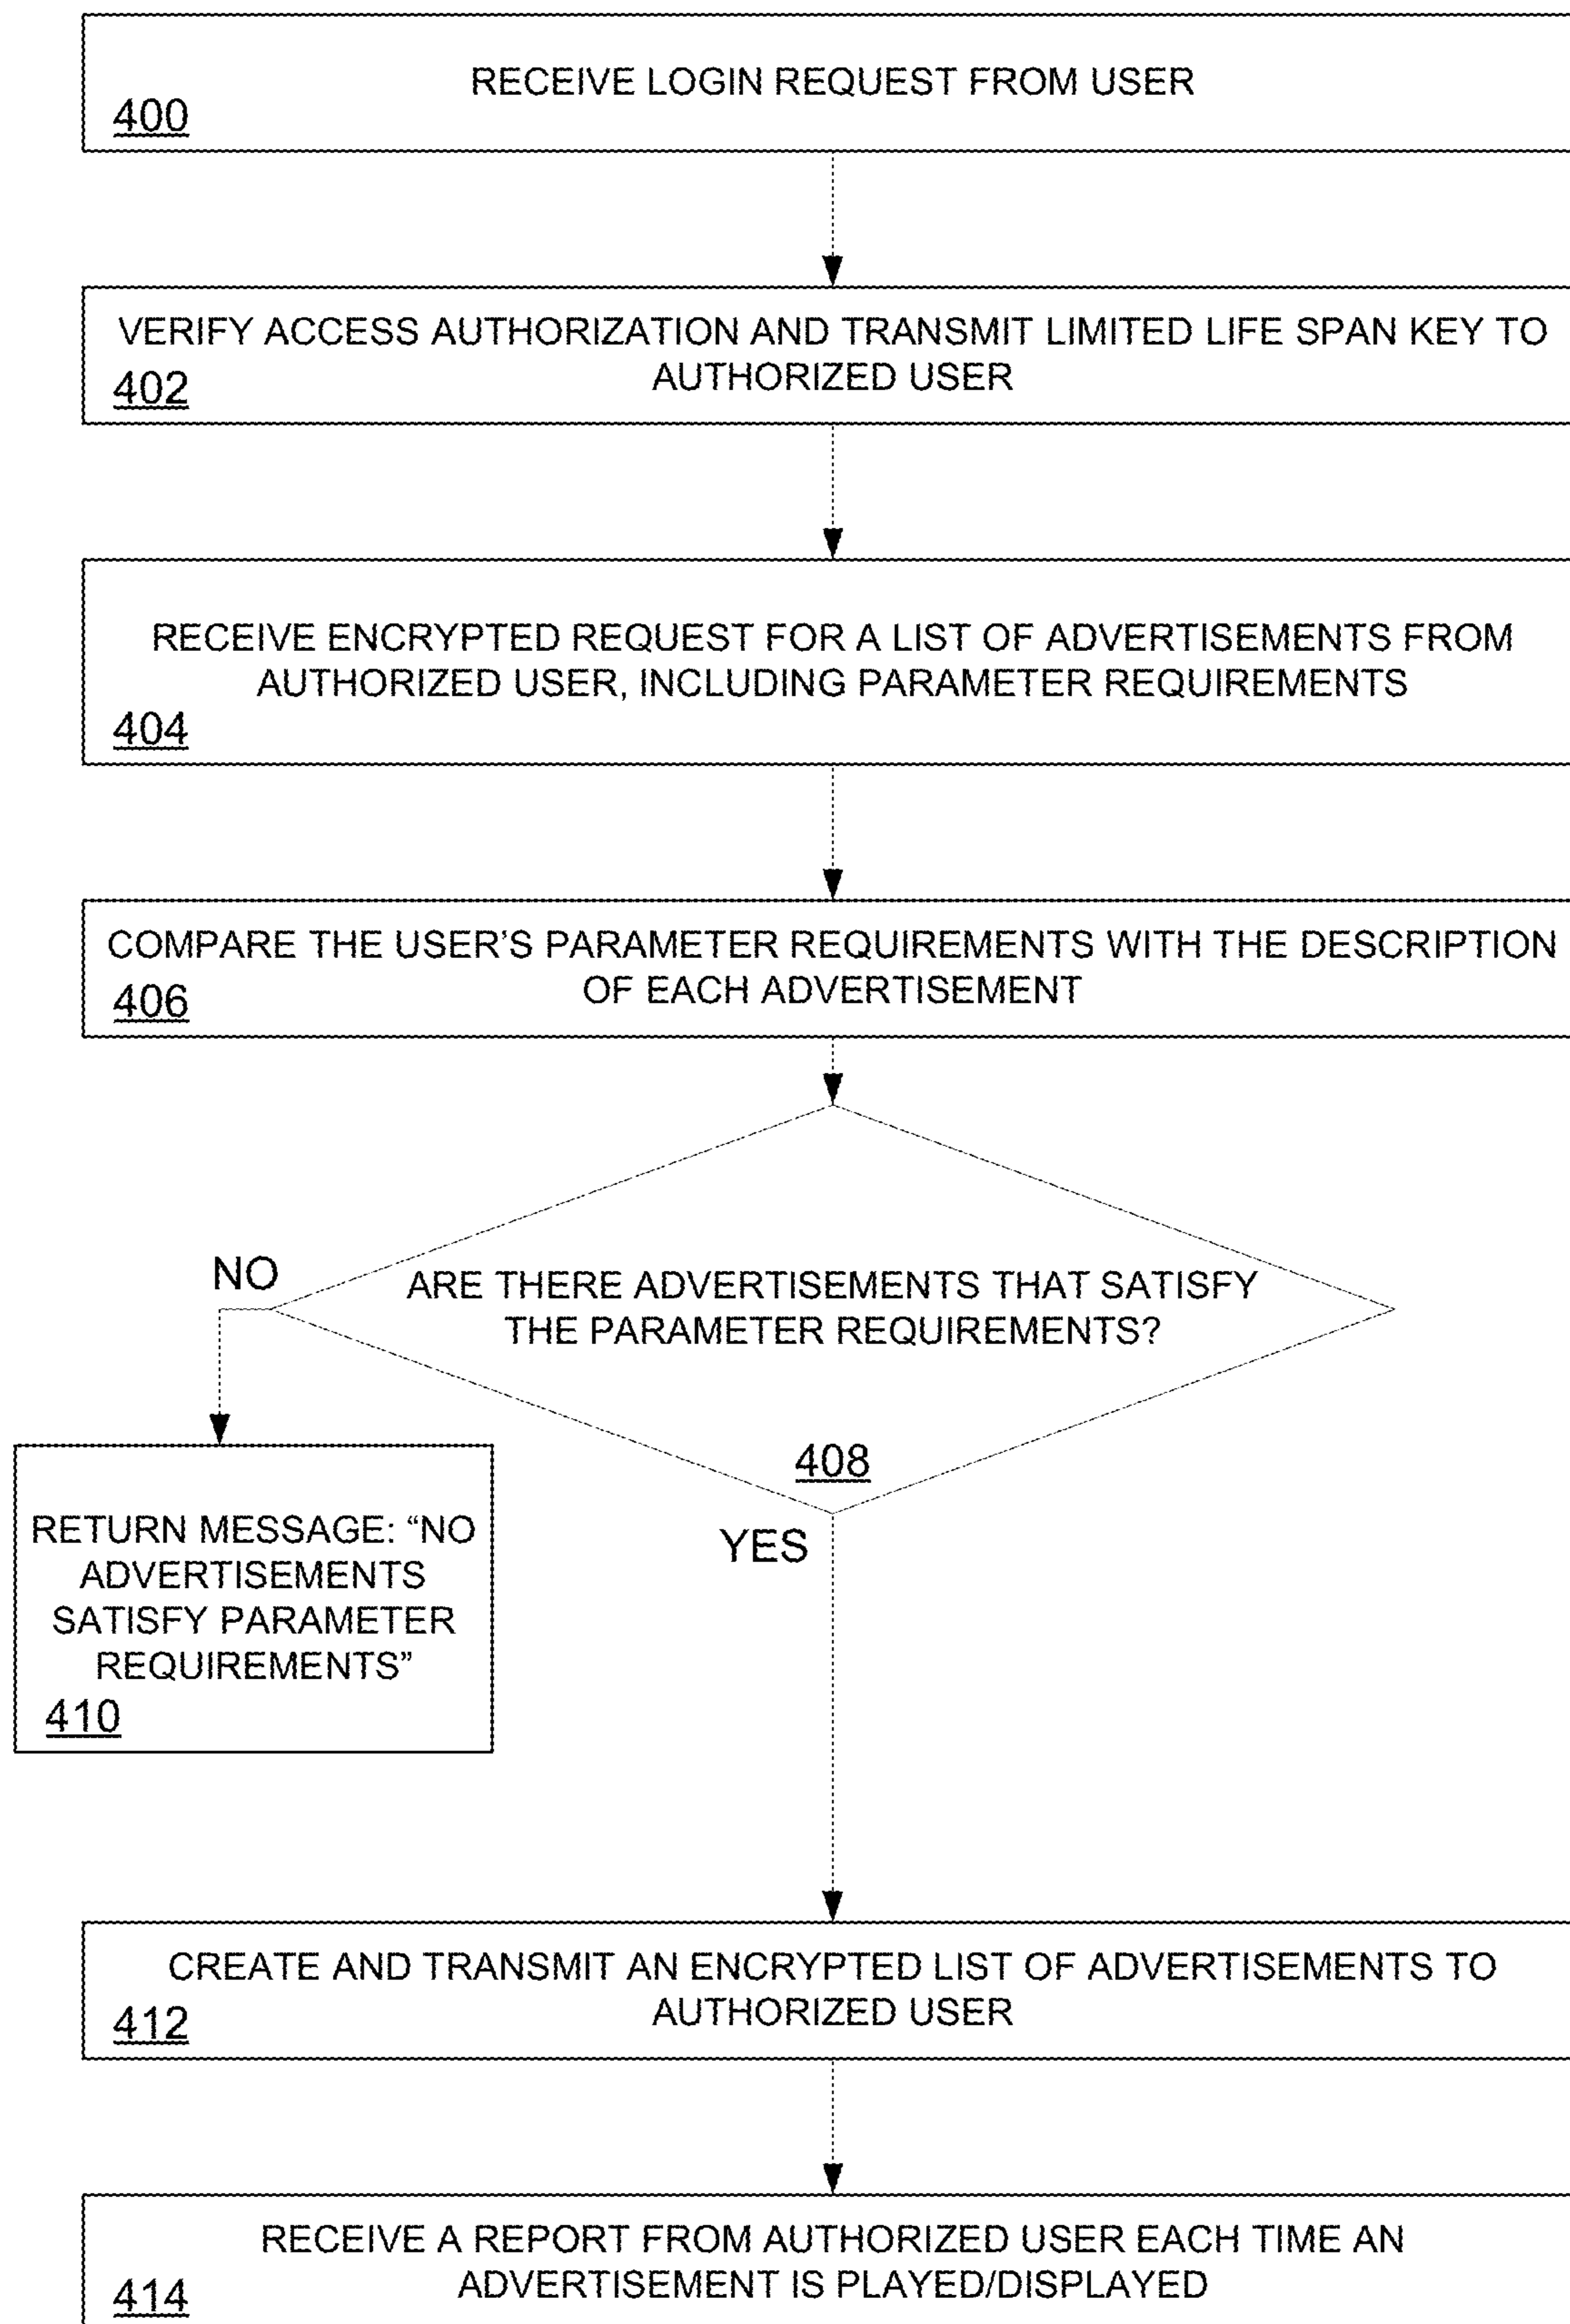 RECEIVE LOGIN REQUEST FROM USER
400
VERIFY ACCESS AUTHORIZATION AND TRANSMIT LIMITED LIFE SPAN KEY TO
AUTHORIZED USER
402
RECEIVE ENCRYPTED REQUEST FOR A LIST OF ADVERTISEMENTS FROM
AUTHORIZED USER, INCLUDING PARAMETER REQUIREMENTS
404
COMPARE THE USER’S PARAMETER REQUIREMENTS WITH THE DESCRIPTION
OF EACH ADVERTISEMENT
406
NO
ARE THERE ADVERTISEMENTS THAT SATISFY
THE PARAMETER REQUIREMENTS?
408
YES
RETURN MESSAGE: “NO
ADVERTISEMENTS
SATISFY PARAMETER
REQUIREMENTS”
410
CREATE AND TRANSMIT AN ENCRYPTED LIST OF ADVERTISEMENTS TO
AUTHORIZED USER
412
RECEIVE A REPORT FROM AUTHORIZED USER EACH TIME AN
ADVERTISEMENT IS PLAYED/DISPLAYED
414